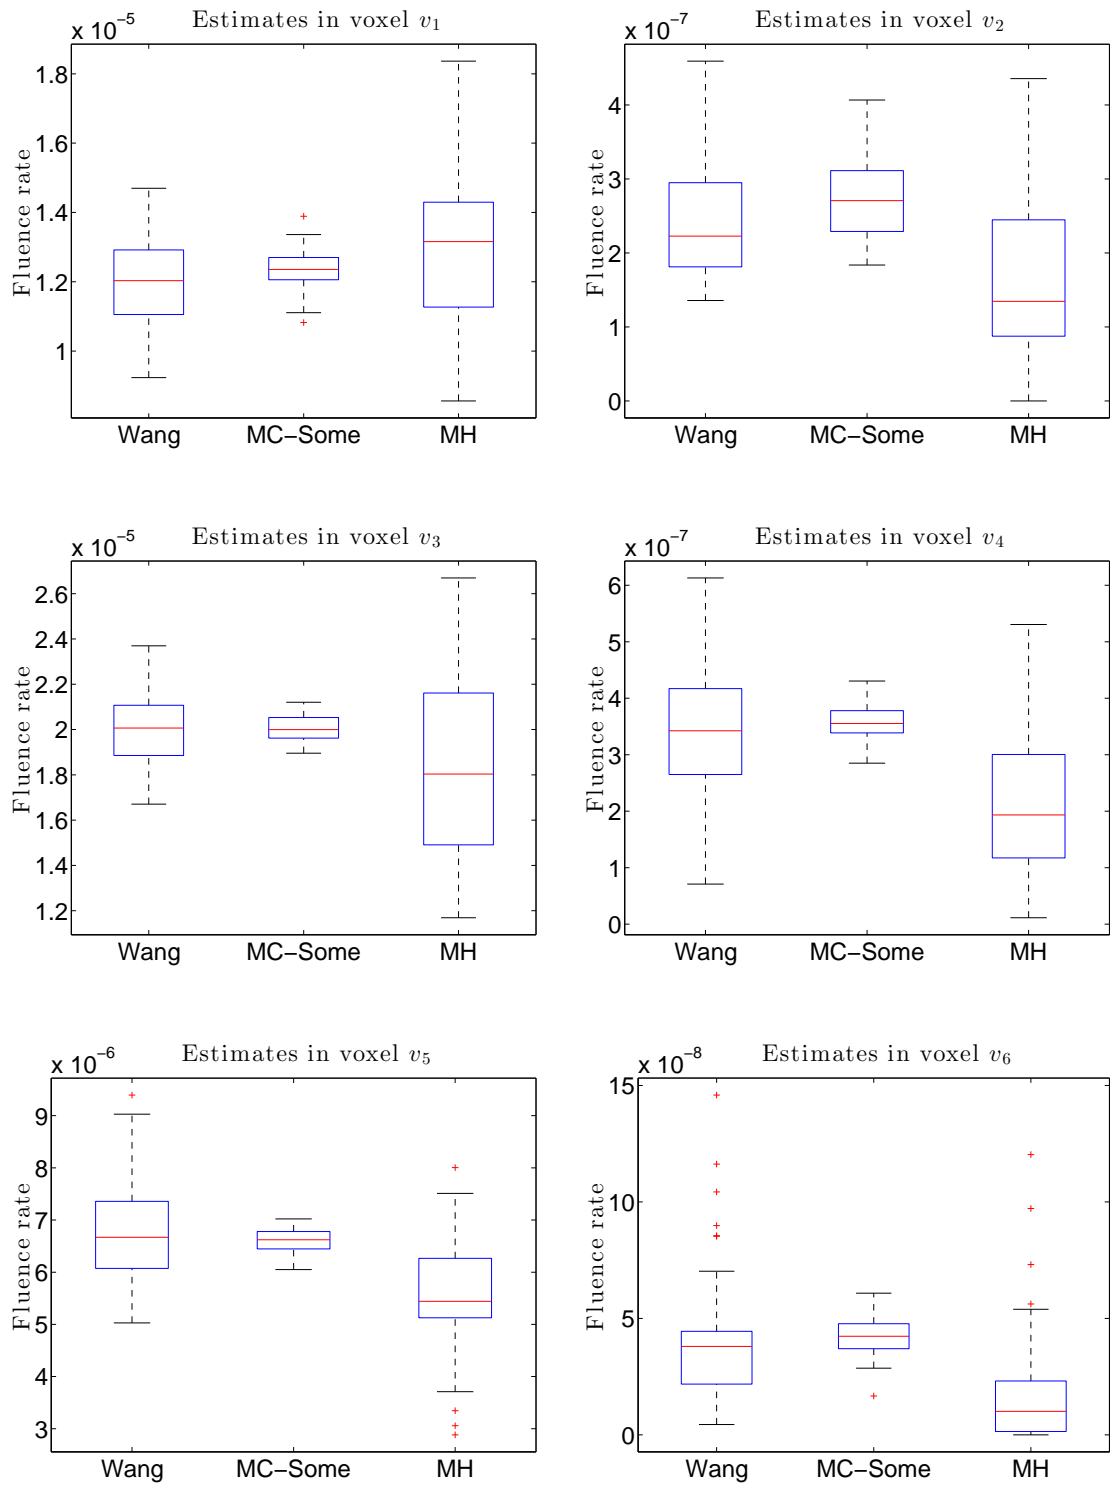 Estimates in voxel v₁
x 10⁻⁵
Fluence rate
1.8
1.6
1.4
1.2
1
Wang MC−Some MH
Estimates in voxel v₂
x 10⁻⁷
Fluence rate
4
3
2
1
0
Wang MC−Some MH
Estimates in voxel v₃
x 10⁻⁵
Fluence rate
2.6
2.4
2.2
2
1.8
1.6
1.4
1.2
Wang MC−Some MH
Estimates in voxel v₄
x 10⁻⁷
Fluence rate
6
5
4
3
2
1
0
Wang MC−Some MH
Estimates in voxel v₅
x 10⁻⁶
Fluence rate
9
8
7
6
5
4
3
Wang MC−Some MH
Estimates in voxel v₆
x 10⁻⁸
Fluence rate
15
10
5
0
Wang MC−Some MH